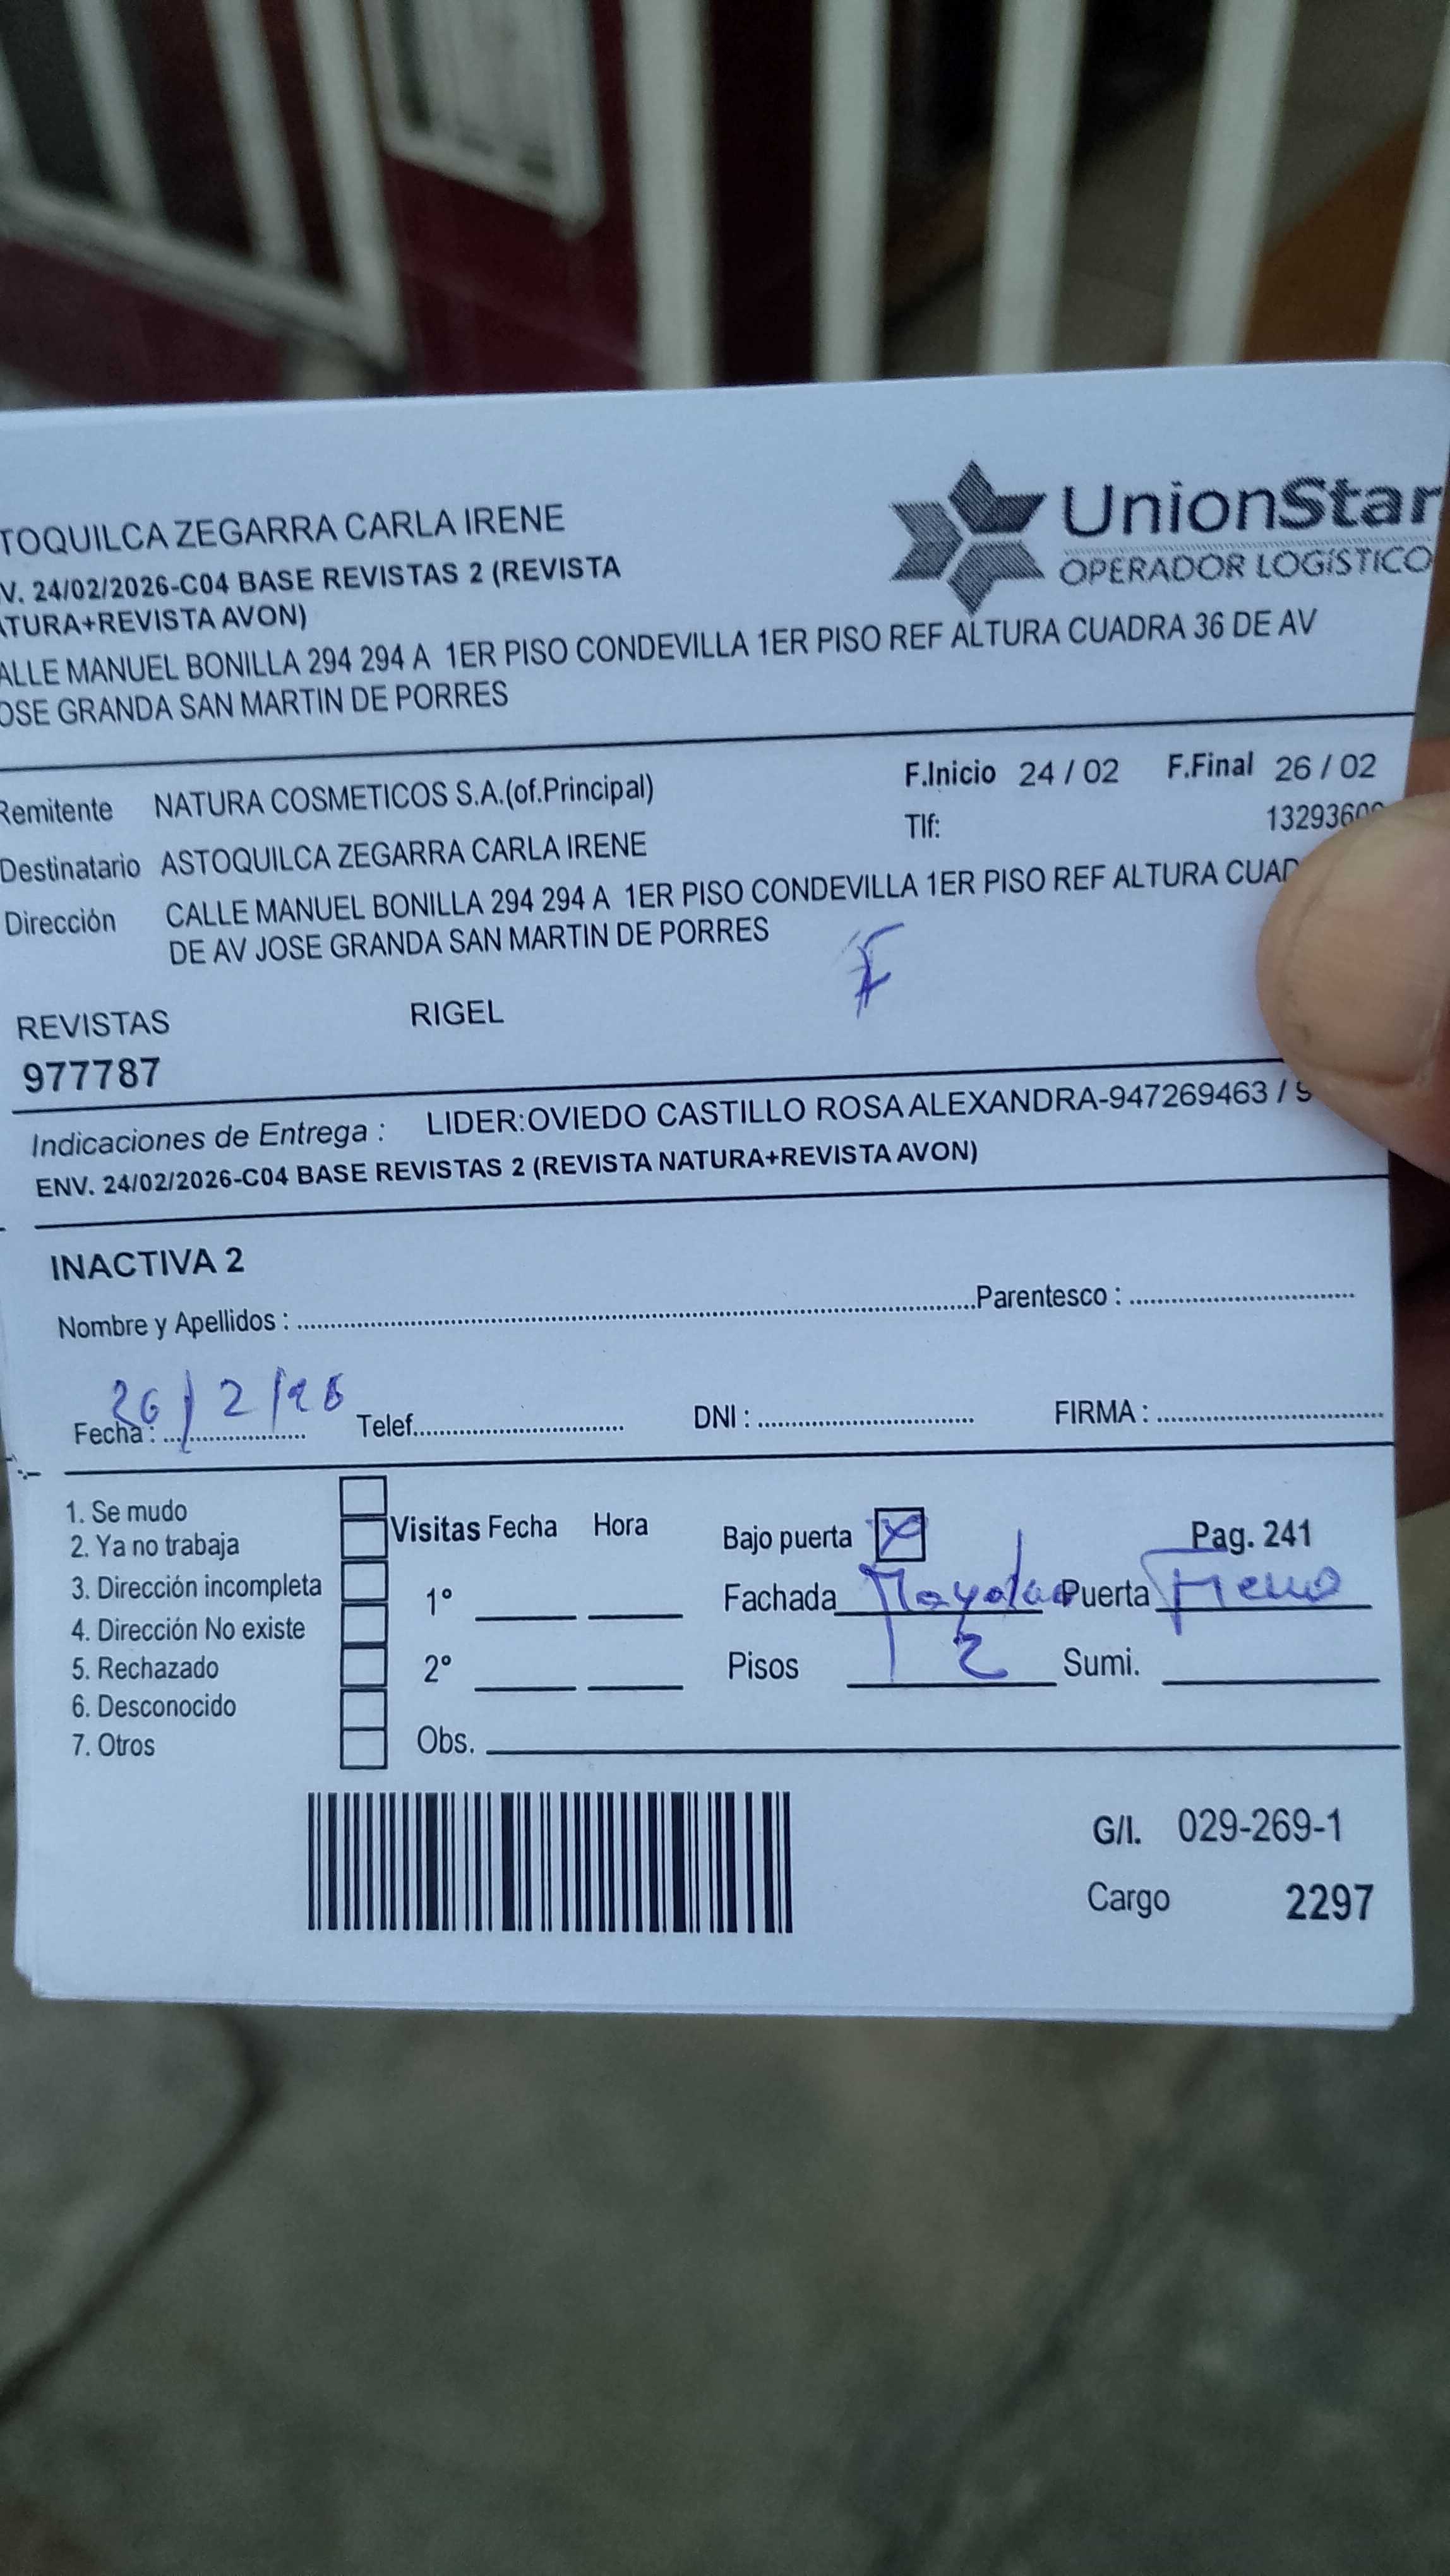 TOQUILCA ZEGARRA CARLA IRENE
UnionStar
OPERADOR LOGÍSTICO
V. 24/02/2026-C04 BASE REVISTAS 2 (REVISTA
ATURA+REVISTA AVON)
ALLE MANUEL BONILLA 294 294 A 1ER PISO CONDEVILLA 1ER PISO REF ALTURA CUADRA 36 DE AV
OSE GRANDA SAN MARTIN DE PORRES
Remitente NATURA COSMETICOS S.A.(of.Principal) F.Inicio 24 / 02 F.Final 26 / 02
Tlf: 1329360
Destinatario ASTOQUILCA ZEGARRA CARLA IRENE
Dirección CALLE MANUEL BONILLA 294 294 A 1ER PISO CONDEVILLA 1ER PISO REF ALTURA CUAD
DE AV JOSE GRANDA SAN MARTIN DE PORRES
REVISTAS RIGEL
977787
Indicaciones de Entrega : LIDER:OVIEDO CASTILLO ROSA ALEXANDRA-947269463 / 9
ENV. 24/02/2026-C04 BASE REVISTAS 2 (REVISTA NATURA+REVISTA AVON)
INACTIVA 2
Nombre y Apellidos : Parentesco :
Fecha : 26/2/26 Telef. DNI : FIRMA :
1. Se mudo
2. Ya no trabaja
3. Dirección incompleta
4. Dirección No existe
5. Rechazado
6. Desconocido
7. Otros
Visitas Fecha Hora
1°
2°
Obs.
Bajo puerta X Pag. 241
Fachada Puerta
Pisos 2 Sumi.
G/I. 029-269-1
Cargo 2297